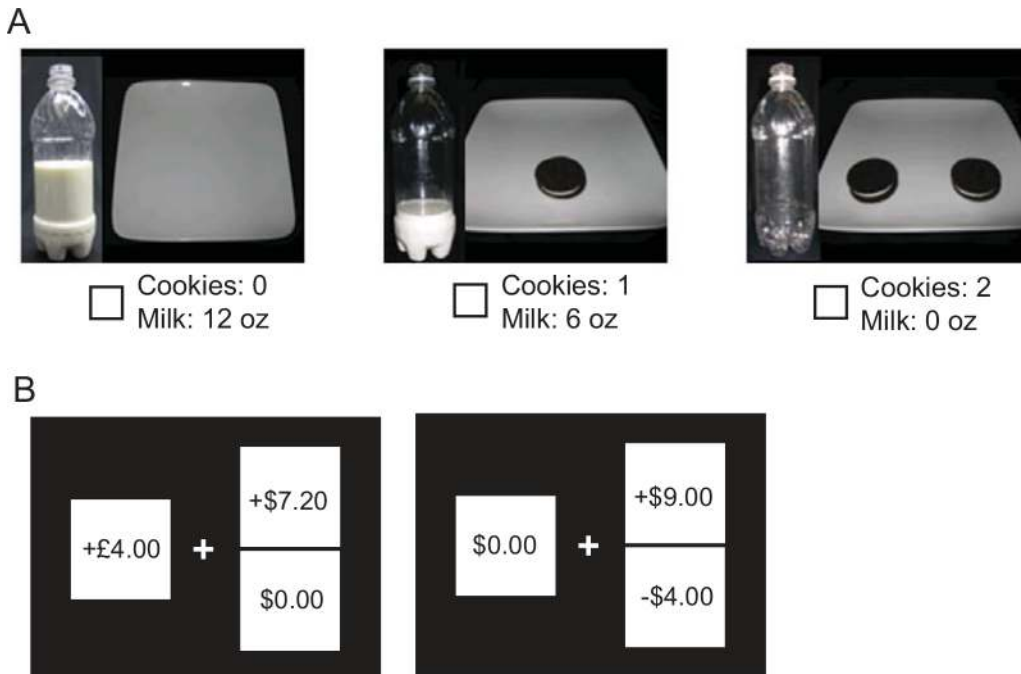 A
Cookies: 0
Milk: 12 oz
Cookies: 1
Milk: 6 oz
Cookies: 2
Milk: 0 oz
B
+£4.00
+
+$7.20
$0.00
$0.00
+
+$9.00
-$4.00